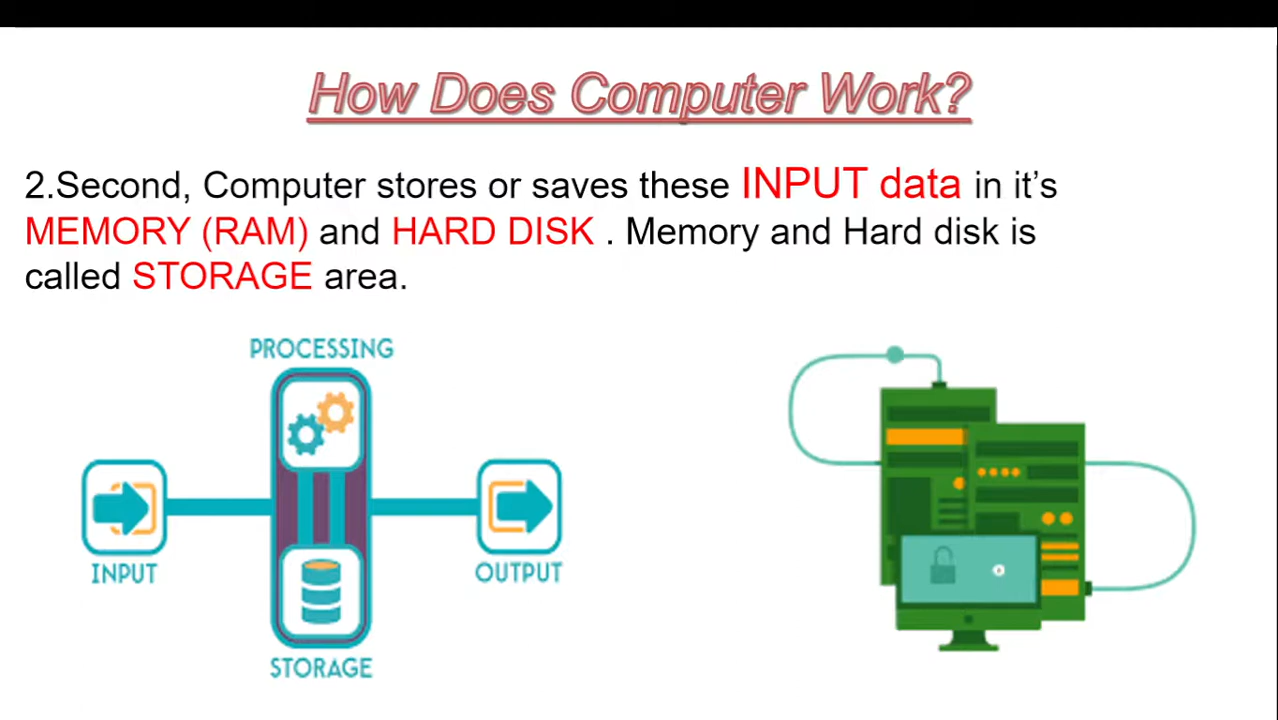 How Does Computer Work?
2.Second, Computer stores or saves these INPUT data in it's
MEMORY (RAM) and HARD DISK . Memory and Hard disk is
called STORAGE area.
PROCESSING
INPUT
OUTPUT
STORAGE